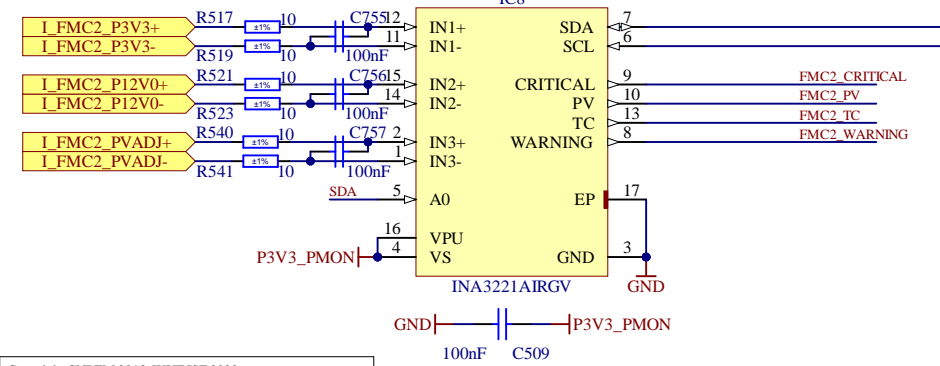 IC8
I_FMC2_P3V3+ R517 10 ±1% C755 12 IN1+ SDA 7
I_FMC2_P3V3- R519 10 ±1% 100nF 11 IN1- SCL 6
I_FMC2_P12V0+ R521 10 ±1% C756 15 IN2+ CRITICAL 9 FMC2_CRITICAL
I_FMC2_P12V0- R523 10 ±1% 100nF 14 IN2- PV 10 FMC2_PV
TC 13 FMC2_TC
I_FMC2_PVADJ+ R540 10 ±1% C757 2 IN3+ WARNING 8 FMC2_WARNING
I_FMC2_PVADJ- R541 10 ±1% 100nF 1 IN3-
SDA 5 A0 EP 17
16 VPU
P3V3_PMON 4 VS GND 3
INA3221AIRGV GND
GND P3V3_PMON
100nF C509